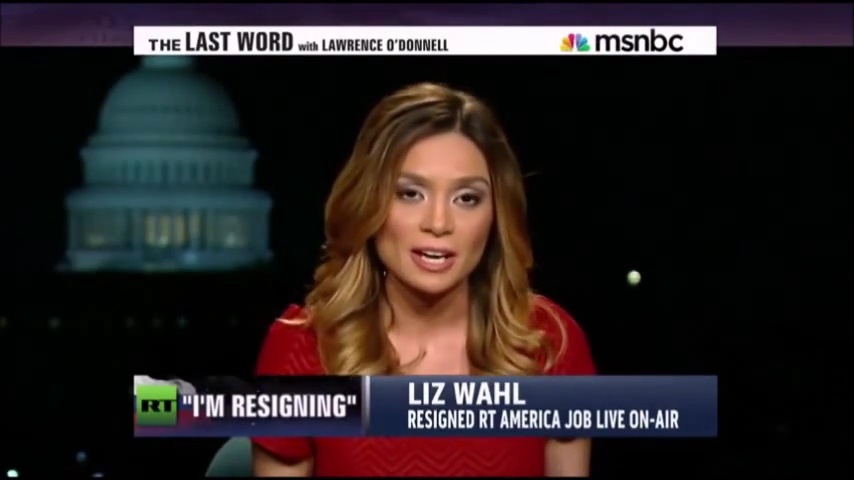 THE LAST WORD WITH LAWRENCE O'DONNELL
msnbc
RT
"I'M RESIGNING"
LIZ WAHL
RESIGNED RT AMERICA JOB LIVE ON-AIR